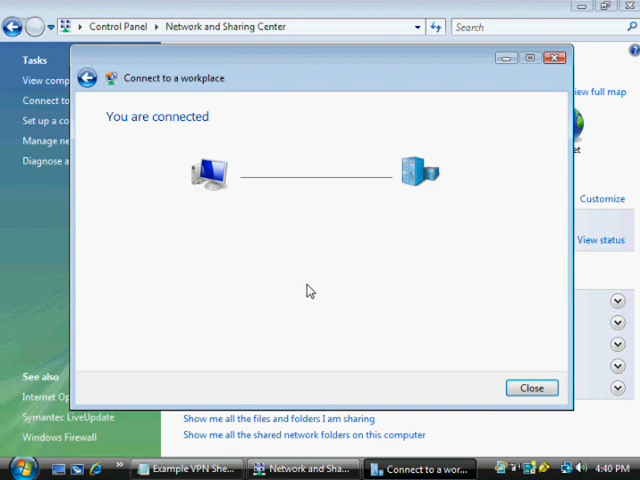 Control Panel
Network and Sharing Center
Search
Tasks
View comp
Connect to
Set up a co
Manage ne
Diagnose a
Connect to a workplace
You are connected
iew full map
et
Customize
View status
Close
See also
Internet Op
Symantec LiveUpdate
Windows Firewall
Show me all the files and folders I am sharing
Show me all the shared network folders on this computer
Example VPN She...
Network and Sha...
Connect to a wor...
4:40 PM